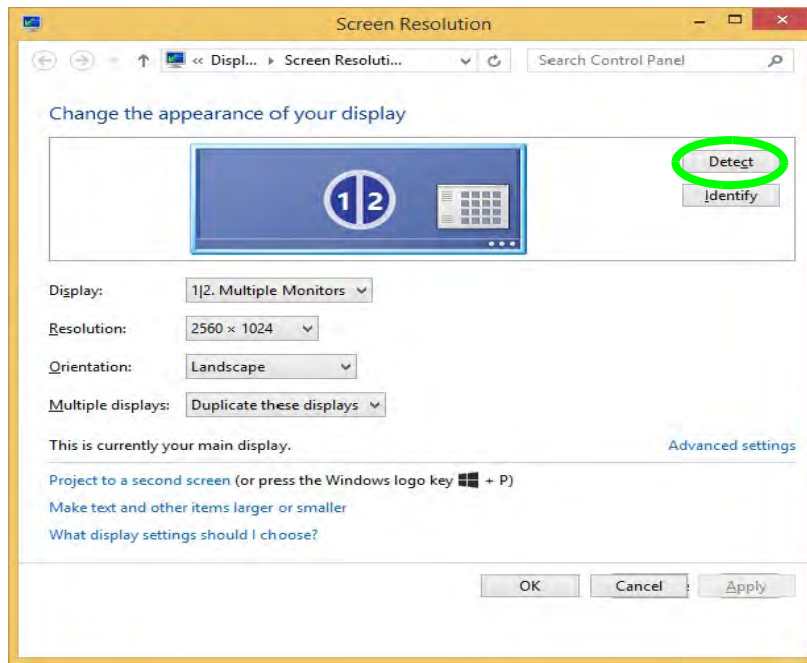 Screen Resolution
« Displ... ▸ Screen Resoluti...
Search Control Panel
Change the appearance of your display
1 2
Detect
Identify
Display: 1|2. Multiple Monitors
Resolution: 2560 × 1024
Orientation: Landscape
Multiple displays: Duplicate these displays
This is currently your main display.
Advanced settings
Project to a second screen (or press the Windows logo key + P)
Make text and other items larger or smaller
What display settings should I choose?
OK Cancel Apply